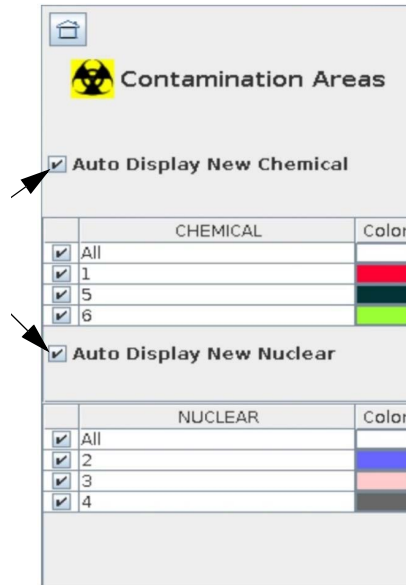 Contamination Areas
Auto Display New Chemical
CHEMICAL Color
All
1
5
6
Auto Display New Nuclear
NUCLEAR Color
All
2
3
4